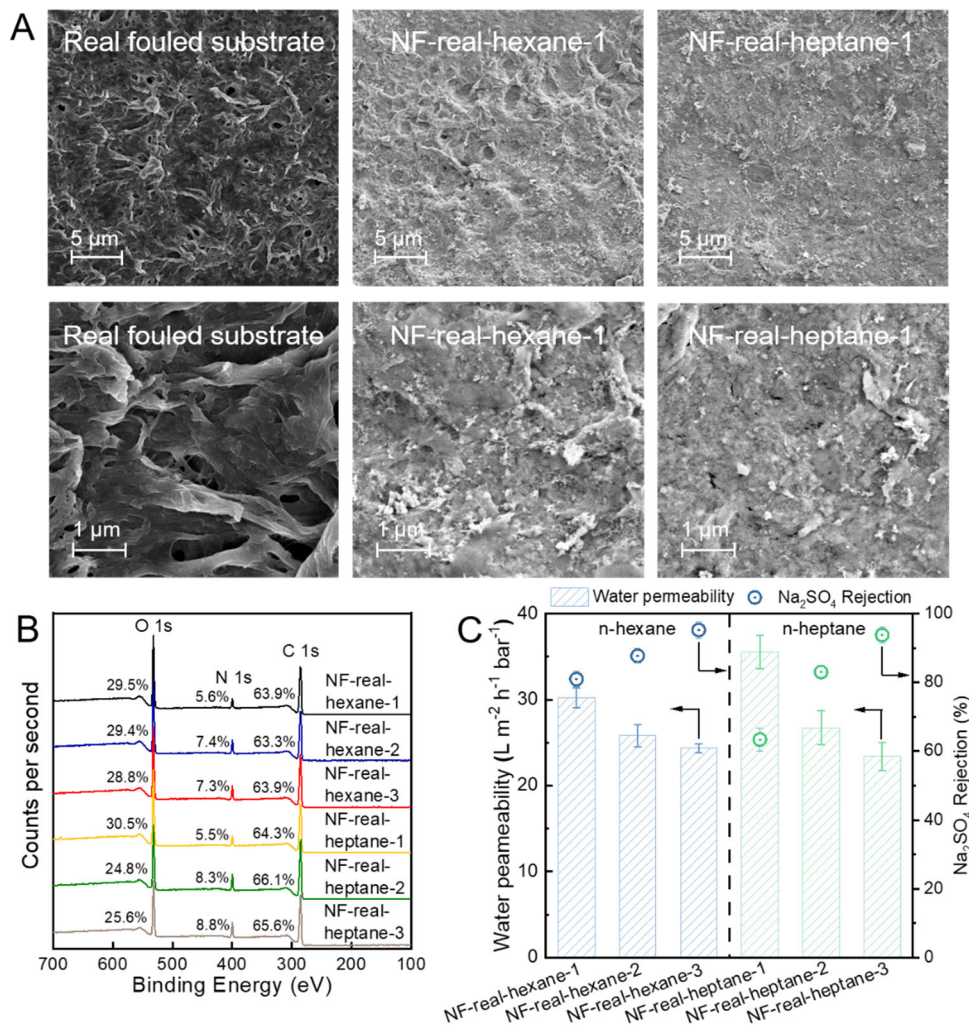 A
Real fouled substrate
NF-real-hexane-1
NF-real-heptane-1
5 μm
5 μm
5 μm
Real fouled substrate
NF-real-hexane-1
NF-real-heptane-1
1 μm
1 μm
1 μm
B
O 1s
N 1s
C 1s
29.5%
5.6%
63.9%
NF-real-
hexane-1
29.4%
7.4%
63.3%
NF-real-
hexane-2
28.8%
7.3%
63.9%
NF-real-
hexane-3
30.5%
5.5%
64.3%
NF-real-
heptane-1
24.8%
8.3%
66.1%
NF-real-
heptane-2
25.6%
8.8%
65.6%
NF-real-
heptane-3
Counts per second
700 600 500 400 300 200 100
Binding Energy (eV)
C
Water permeability
Na₂SO₄ Rejection
n-hexane
n-heptane
Water peameability (L m⁻² h⁻¹ bar⁻¹)
40
30
20
10
0
Na₂SO₄ Rejection (%)
100
80
60
40
20
0
NF-real-hexane-1
NF-real-hexane-2
NF-real-hexane-3
NF-real-heptane-1
NF-real-heptane-2
NF-real-heptane-3